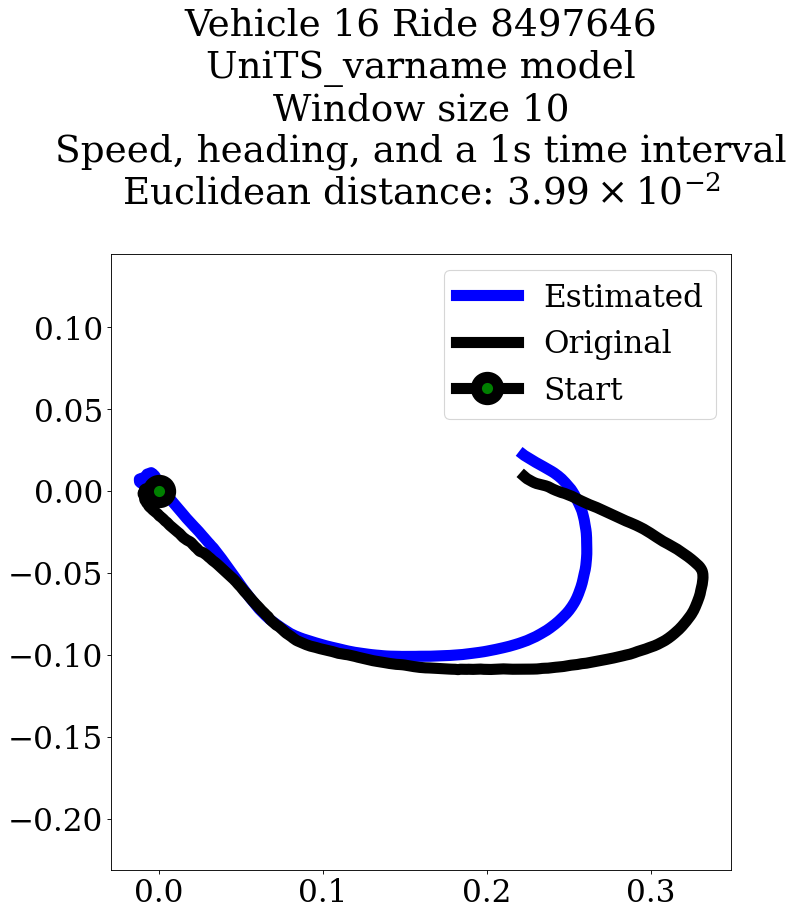 Vehicle 16 Ride 8497646
UniTS_varname model
Window size 10
Speed, heading, and a 1s time interval
Euclidean distance: 3.99 × 10⁻²
Estimated
Original
Start
0.10
0.05
0.00
−0.05
−0.10
−0.15
−0.20
0.0 0.1 0.2 0.3